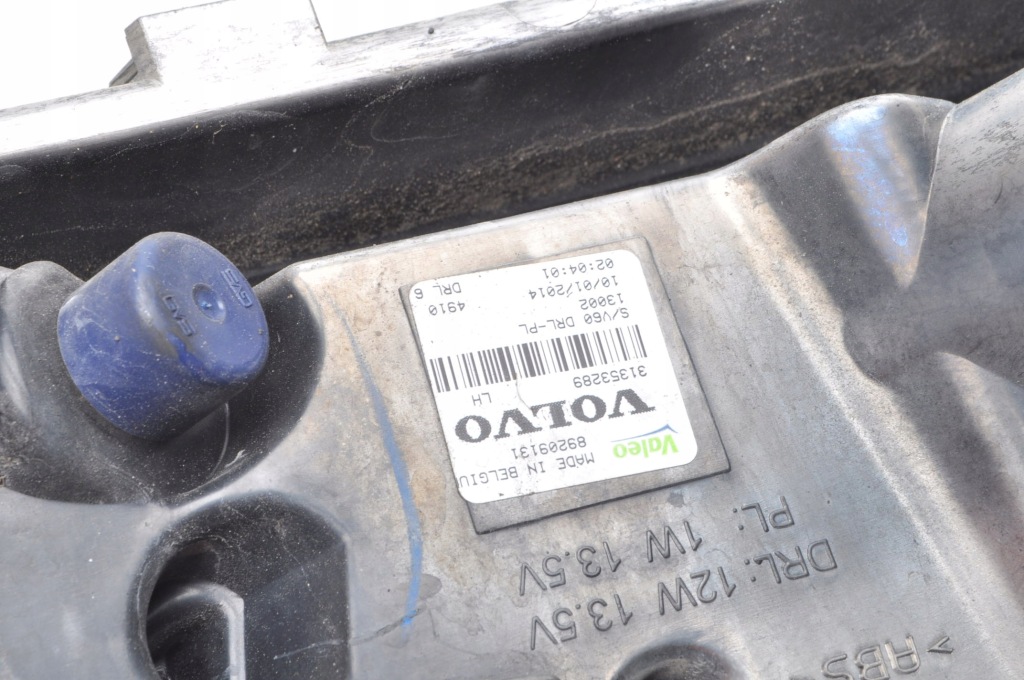 Valeo
MADE IN BELGIU
89209131
VOLVO
31353289 LH
S/V60 DRL-PL
13002 4910
10/01/2014 DRL 6
02:04:01
PL: 1W 13.5V
DRL: 12W 13.5V
>ABS